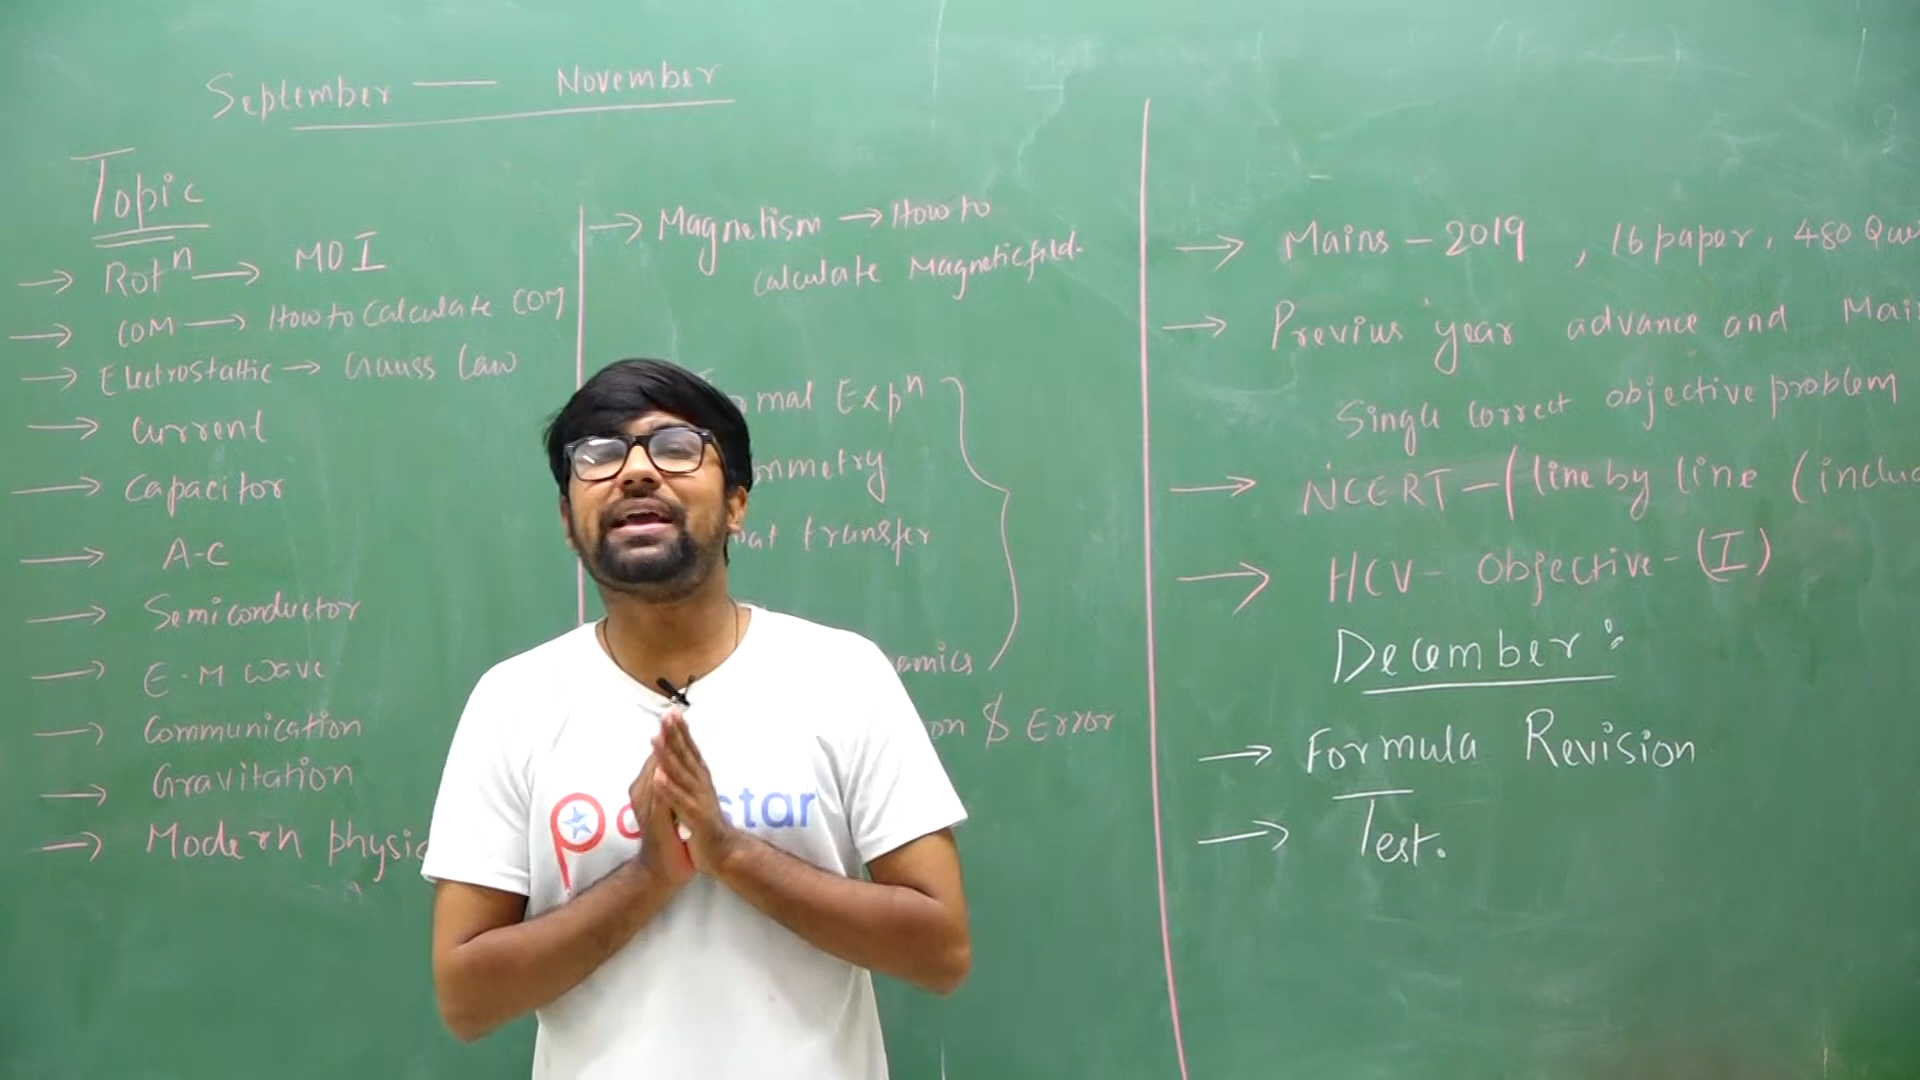 September — November
Topic
→ Rotⁿ → MOI
→ COM → How to Calculate COM
→ Electrostattic → Gauss Law
→ Current
→ Capacitor
→ A-C
→ Semiconductor
→ E-M wave
→ Communication
→ Gravitation
→ Modern physic
→ Magnetism → How to
calculate Magneticfield.
mal Expⁿ
mmetry
at transfer
amics
on & Error
→ Mains - 2019 , 16 paper, 480 Que
→ Previus year advance and Mai
Single correct objective problem
→ NCERT - (line by line (includ
→ HCV - Objective - (I)
December:
→ Formula Revision
→ Test.
star